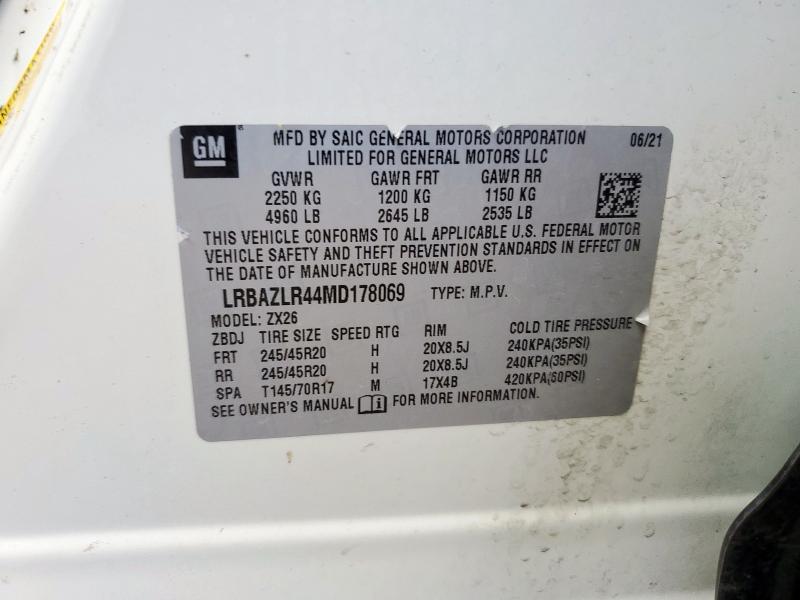 INFORMATION
GM
MFD BY SAIC GENERAL MOTORS CORPORATION 06/21
LIMITED FOR GENERAL MOTORS LLC
GVWR GAWR FRT GAWR RR
2250 KG 1200 KG 1150 KG
4960 LB 2645 LB 2535 LB
THIS VEHICLE CONFORMS TO ALL APPLICABLE U.S. FEDERAL MOTOR
VEHICLE SAFETY AND THEFT PREVENTION STANDARDS IN EFFECT ON
THE DATE OF MANUFACTURE SHOWN ABOVE.
LRBAZLR44MD178069 TYPE: M.P.V.
MODEL: ZX26
ZBDJ TIRE SIZE SPEED RTG RIM COLD TIRE PRESSURE
FRT 245/45R20 H 20X8.5J 240KPA(35PSI)
RR 245/45R20 H 20X8.5J 240KPA(35PSI)
SPA T145/70R17 M 17X4B 420KPA(60PSI)
SEE OWNER'S MANUAL i FOR MORE INFORMATION.